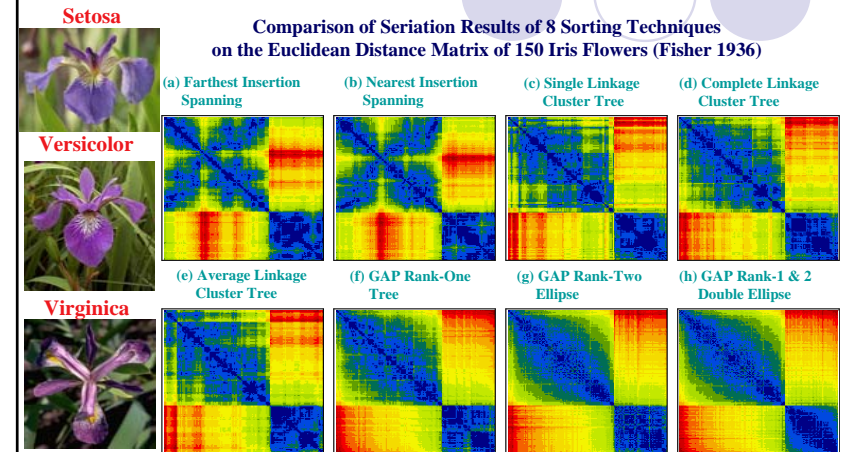 Setosa
Comparison of Seriation Results of 8 Sorting Techniques
on the Euclidean Distance Matrix of 150 Iris Flowers (Fisher 1936)
(a) Farthest Insertion
Spanning
(b) Nearest Insertion
Spanning
(c) Single Linkage
Cluster Tree
(d) Complete Linkage
Cluster Tree
Versicolor
(e) Average Linkage
Cluster Tree
(f) GAP Rank-One
Tree
(g) GAP Rank-Two
Ellipse
(h) GAP Rank-1 & 2
Double Ellipse
Virginica